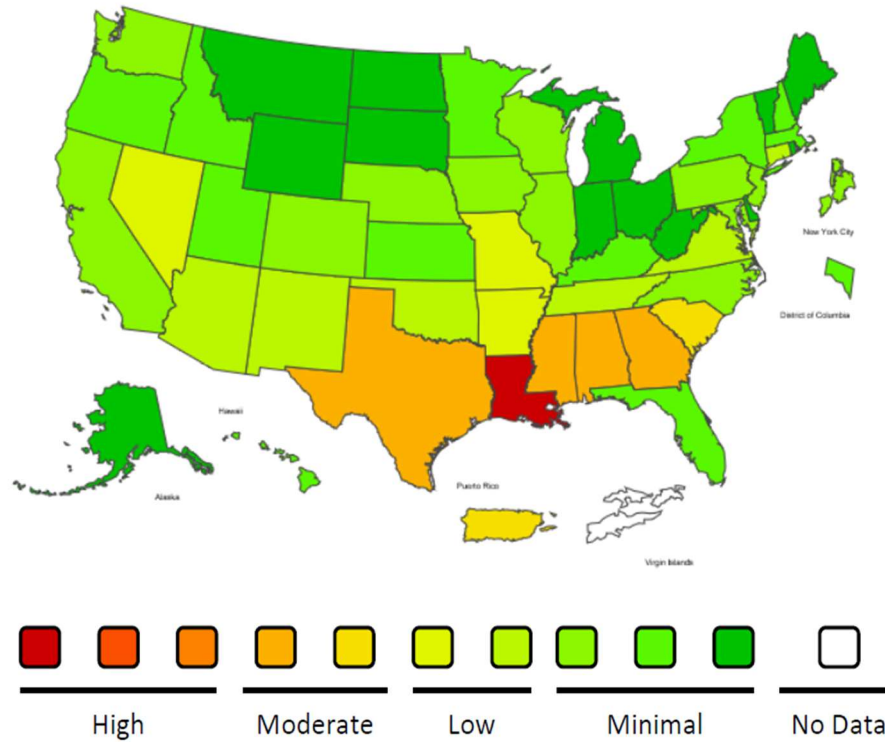 New York City
District of Columbia
Hawaii
Alaska
Puerto Rico
Virgin Islands
High Moderate Low Minimal No Data